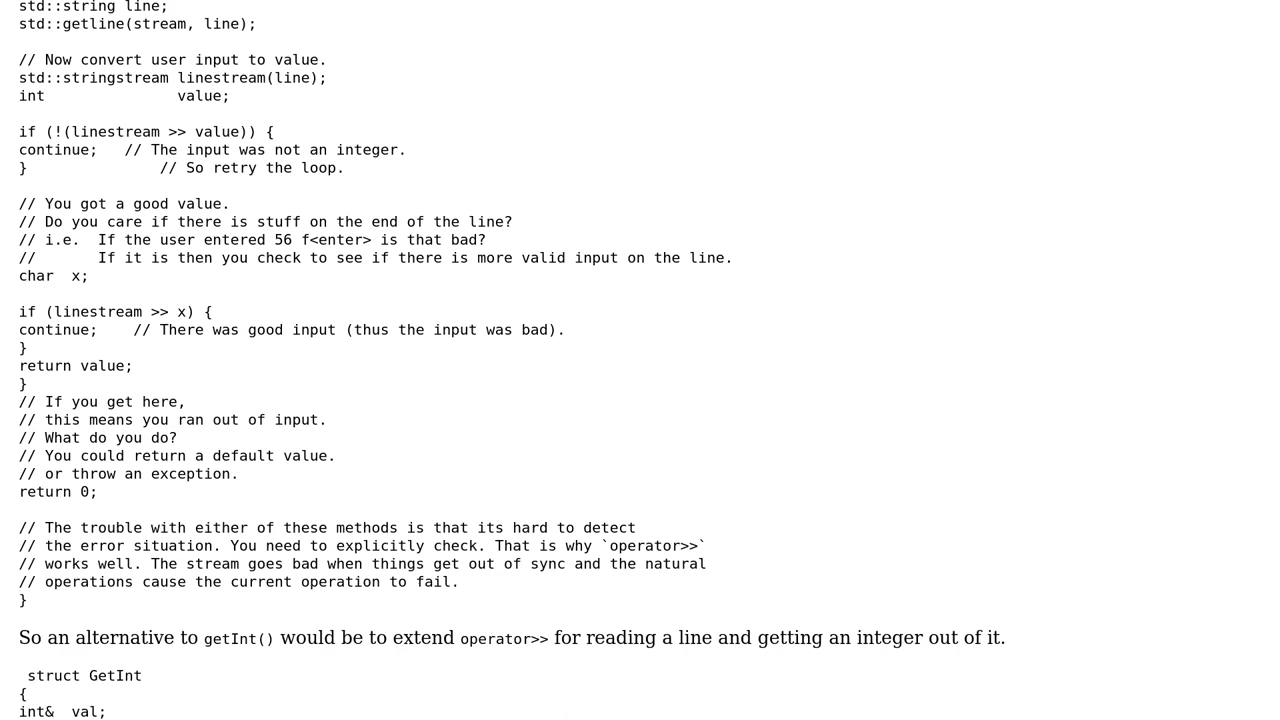 std::string line;
std::getline(stream, line);
// Now convert user input to value.
std::stringstream linestream(line);
int               value;
if (!(linestream >> value)) {
continue;   // The input was not an integer.
}               // So retry the loop.
// You got a good value.
// Do you care if there is stuff on the end of the line?
// i.e.  If the user entered 56 f<enter> is that bad?
//       If it is then you check to see if there is more valid input on the line.
char  x;
if (linestream >> x) {
continue;    // There was good input (thus the input was bad).
}
return value;
}
// If you get here,
// this means you ran out of input.
// What do you do?
// You could return a default value.
// or throw an exception.
return 0;
// The trouble with either of these methods is that its hard to detect
// the error situation. You need to explicitly check. That is why `operator>>`
// works well. The stream goes bad when things get out of sync and the natural
// operations cause the current operation to fail.
}
So an alternative to getInt() would be to extend operator>> for reading a line and getting an integer out of it.
struct GetInt
{
int&  val;